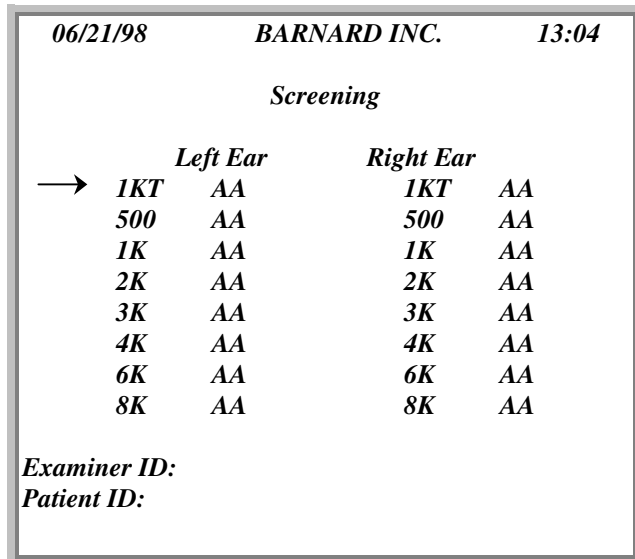 06/21/98 BARNARD INC. 13:04
Screening
Left Ear Right Ear
→ 1KT AA 1KT AA
500 AA 500 AA
1K AA 1K AA
2K AA 2K AA
3K AA 3K AA
4K AA 4K AA
6K AA 6K AA
8K AA 8K AA
Examiner ID:
Patient ID: